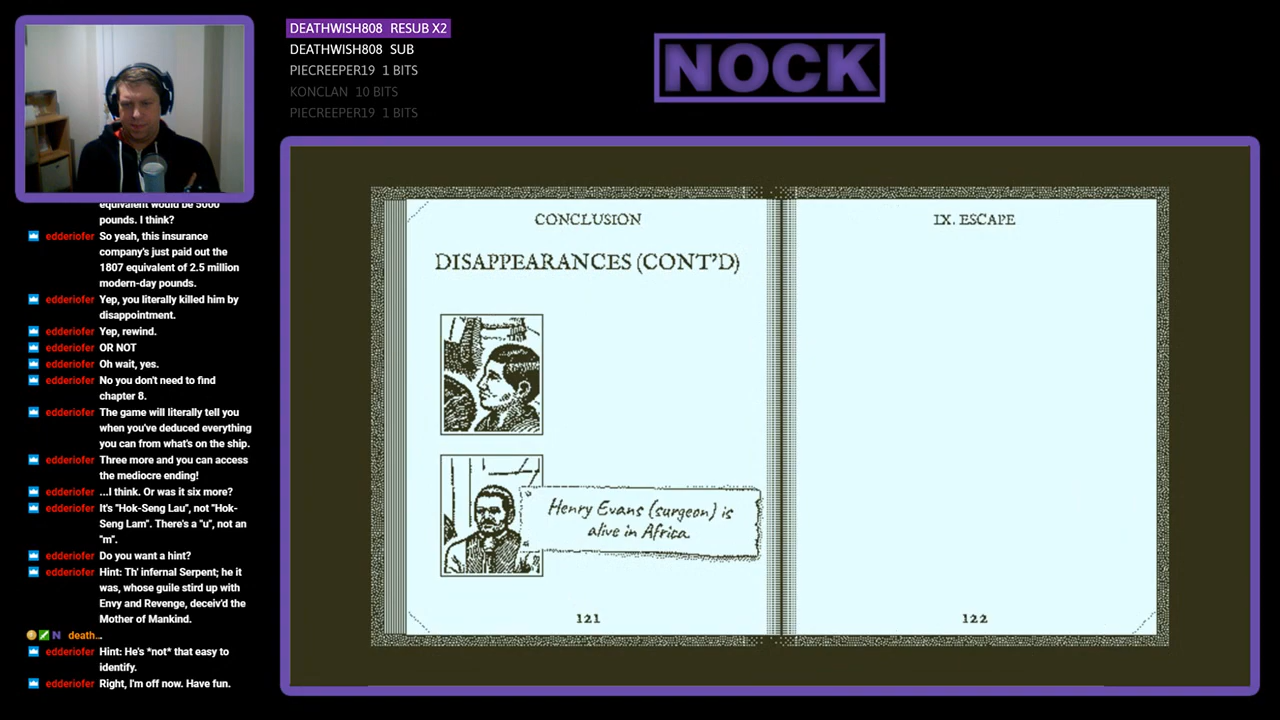 DEATHWISH808 RESUB X2
DEATHWISH808 SUB
PIECREEPER19 1 BITS
KONCLAN 10 BITS
PIECREEPER19 1 BITS
NOCK
equivalent would be 5000
pounds. I think?
edderiofer So yeah, this insurance
company's just paid out the
1807 equivalent of 2.5 million
modern-day pounds.
edderiofer Yep, you literally killed him by
disappointment.
edderiofer Yep, rewind.
edderiofer OR NOT
edderiofer Oh wait, yes.
edderiofer No you don't need to find
chapter 8.
edderiofer The game will literally tell you
when you've deduced everything
you can from what's on the ship.
edderiofer Three more and you can access
the mediocre ending!
edderiofer ...I think. Or was it six more?
edderiofer It's "Hok-Seng Lau", not "Hok-
Seng Lam". There's a "u", not an
"m".
edderiofer Do you want a hint?
edderiofer Hint: Th' infernal Serpent; he it
was, whose guile stird up with
Envy and Revenge, deceiv'd the
Mother of Mankind.
N death...
edderiofer Hint: He's *not* that easy to
identify.
edderiofer Right, I'm off now. Have fun.
CONCLUSION
DISAPPEARANCES (CONT'D)
Henry Evans (surgeon) is
alive in Africa.
121
IX. ESCAPE
122